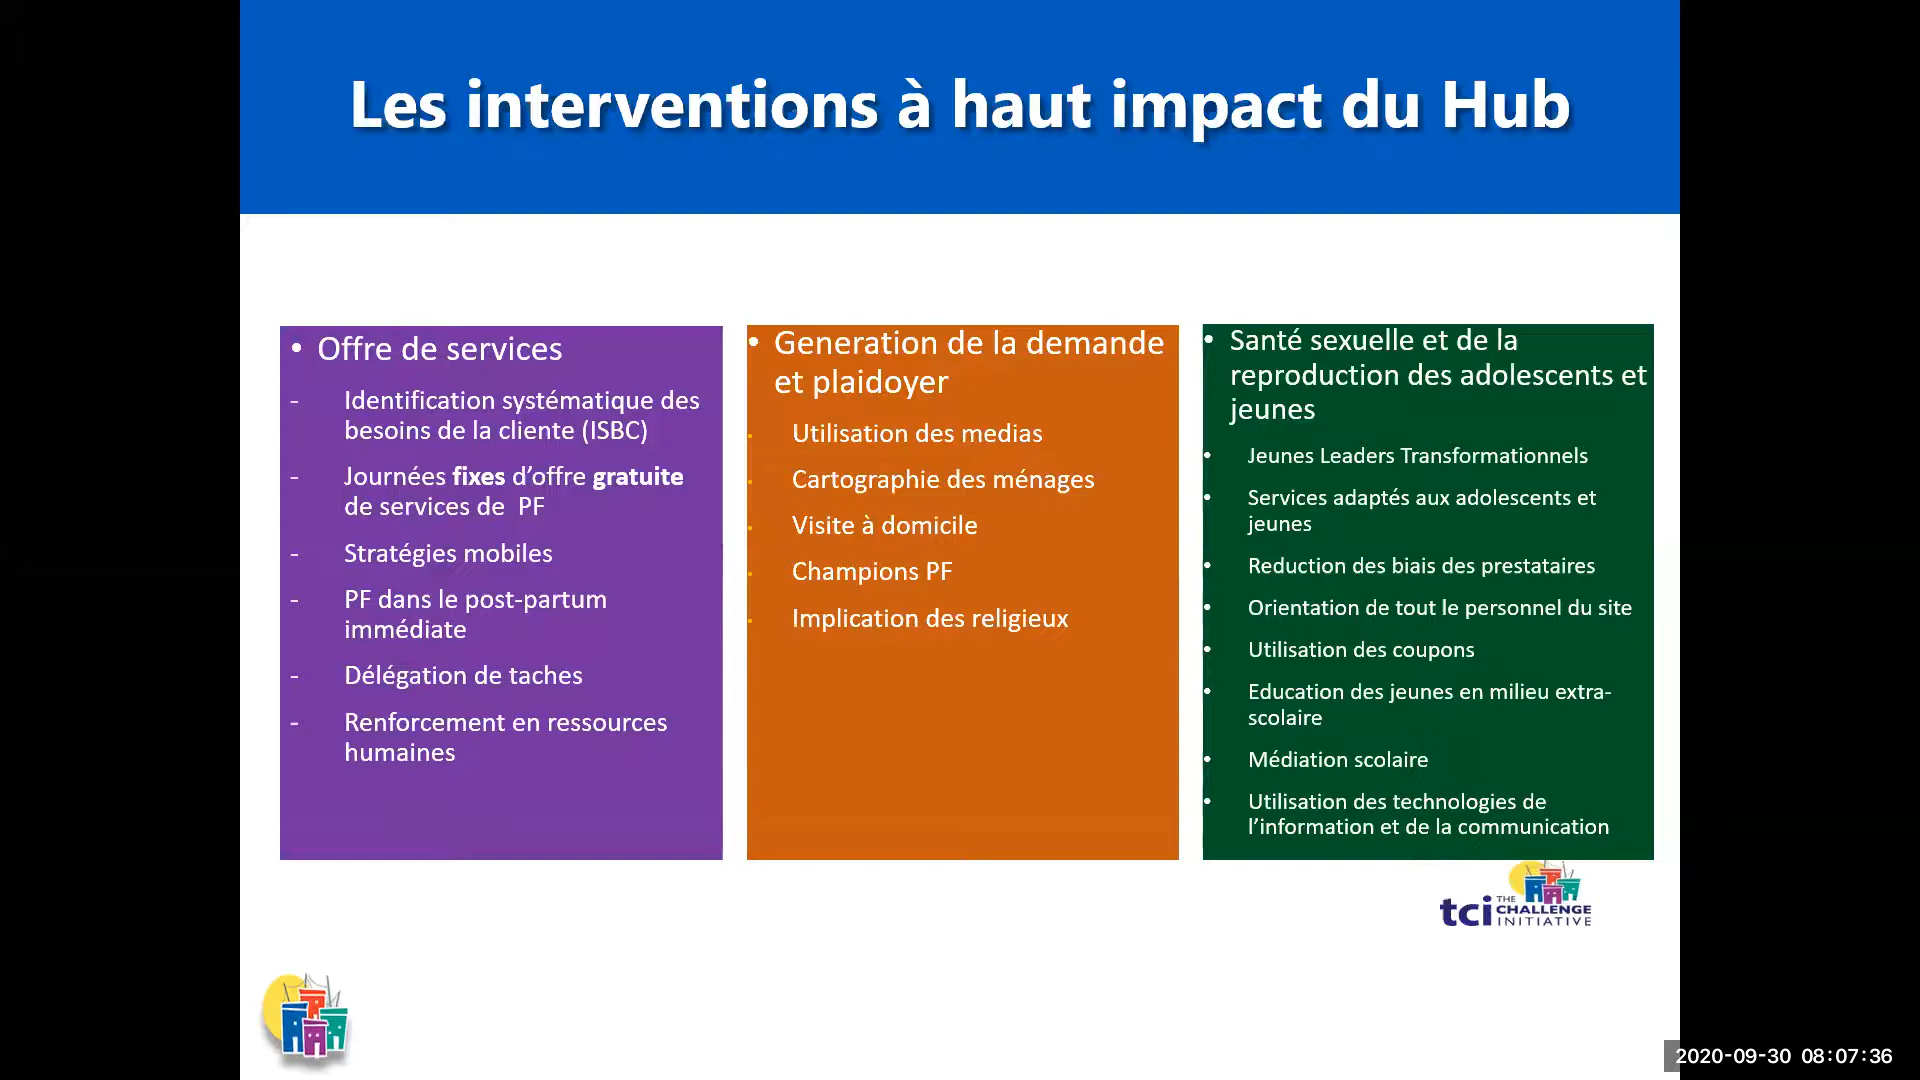 Les interventions à haut impact du Hub
• Offre de services
- Identification systématique des
besoins de la cliente (ISBC)
- Journées fixes d’offre gratuite
de services de PF
- Stratégies mobiles
- PF dans le post-partum
immédiate
- Délégation de taches
- Renforcement en ressources
humaines
• Generation de la demande
et plaidoyer
• Utilisation des medias
• Cartographie des ménages
• Visite à domicile
• Champions PF
• Implication des religieux
• Santé sexuelle et de la
reproduction des adolescents et
jeunes
• Jeunes Leaders Transformationnels
• Services adaptés aux adolescents et
jeunes
• Reduction des biais des prestataires
• Orientation de tout le personnel du site
• Utilisation des coupons
• Education des jeunes en milieu extra-
scolaire
• Médiation scolaire
• Utilisation des technologies de
l’information et de la communication
tci THE
CHALLENGE
INITIATIVE
2020-09-30 08:07:36